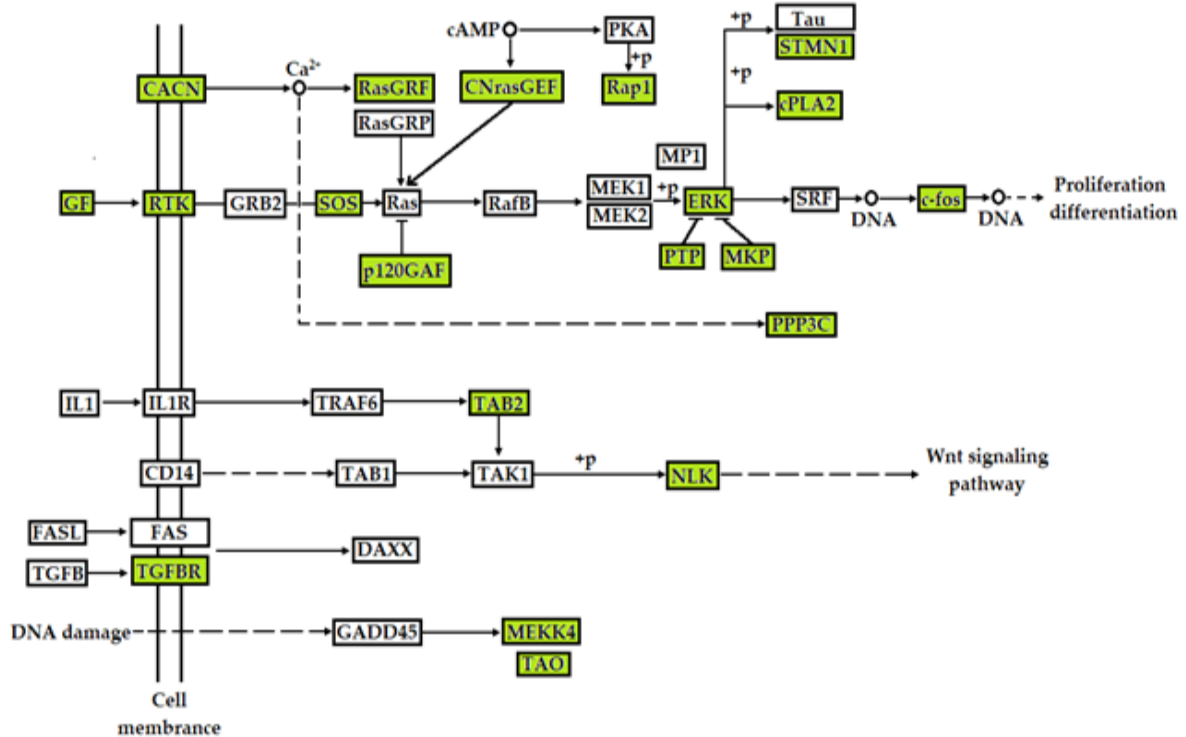 +p
Tau
cAMP
PKA
STMN1
Ca²⁺
+p
+p
CACN
RasGRF
CNrasGEF
Rap1
cPLA2
RasGRP
MP1
GF
RTK
GRB2
SOS
Ras
RafB
MEK1
+p
MEK2
ERK
SRF
DNA
c-fos
DNA
Proliferation
differentiation
p120GAF
PTP
MKP
PPP3C
IL1
IL1R
TRAF6
TAB2
CD14
TAB1
TAK1
+p
NLK
Wnt signaling
pathway
FASL
FAS
DAXX
TGFB
TGFBR
DNA damage
GADD45
MEKK4
TAO
Cell
membrance